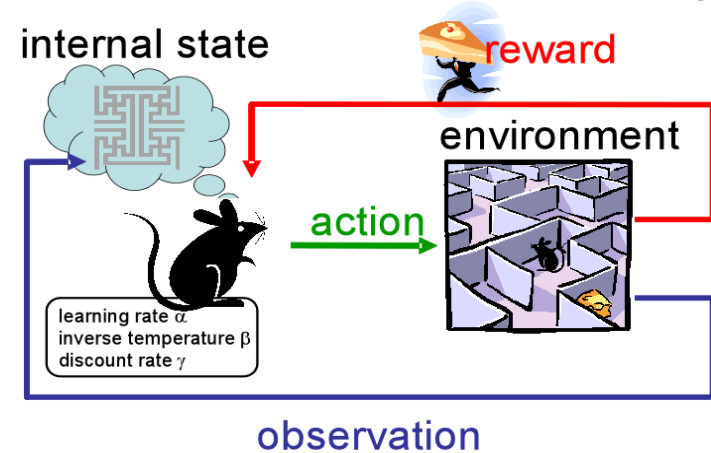 internal state
reward
environment
action
learning rate α
inverse temperature β
discount rate γ
observation